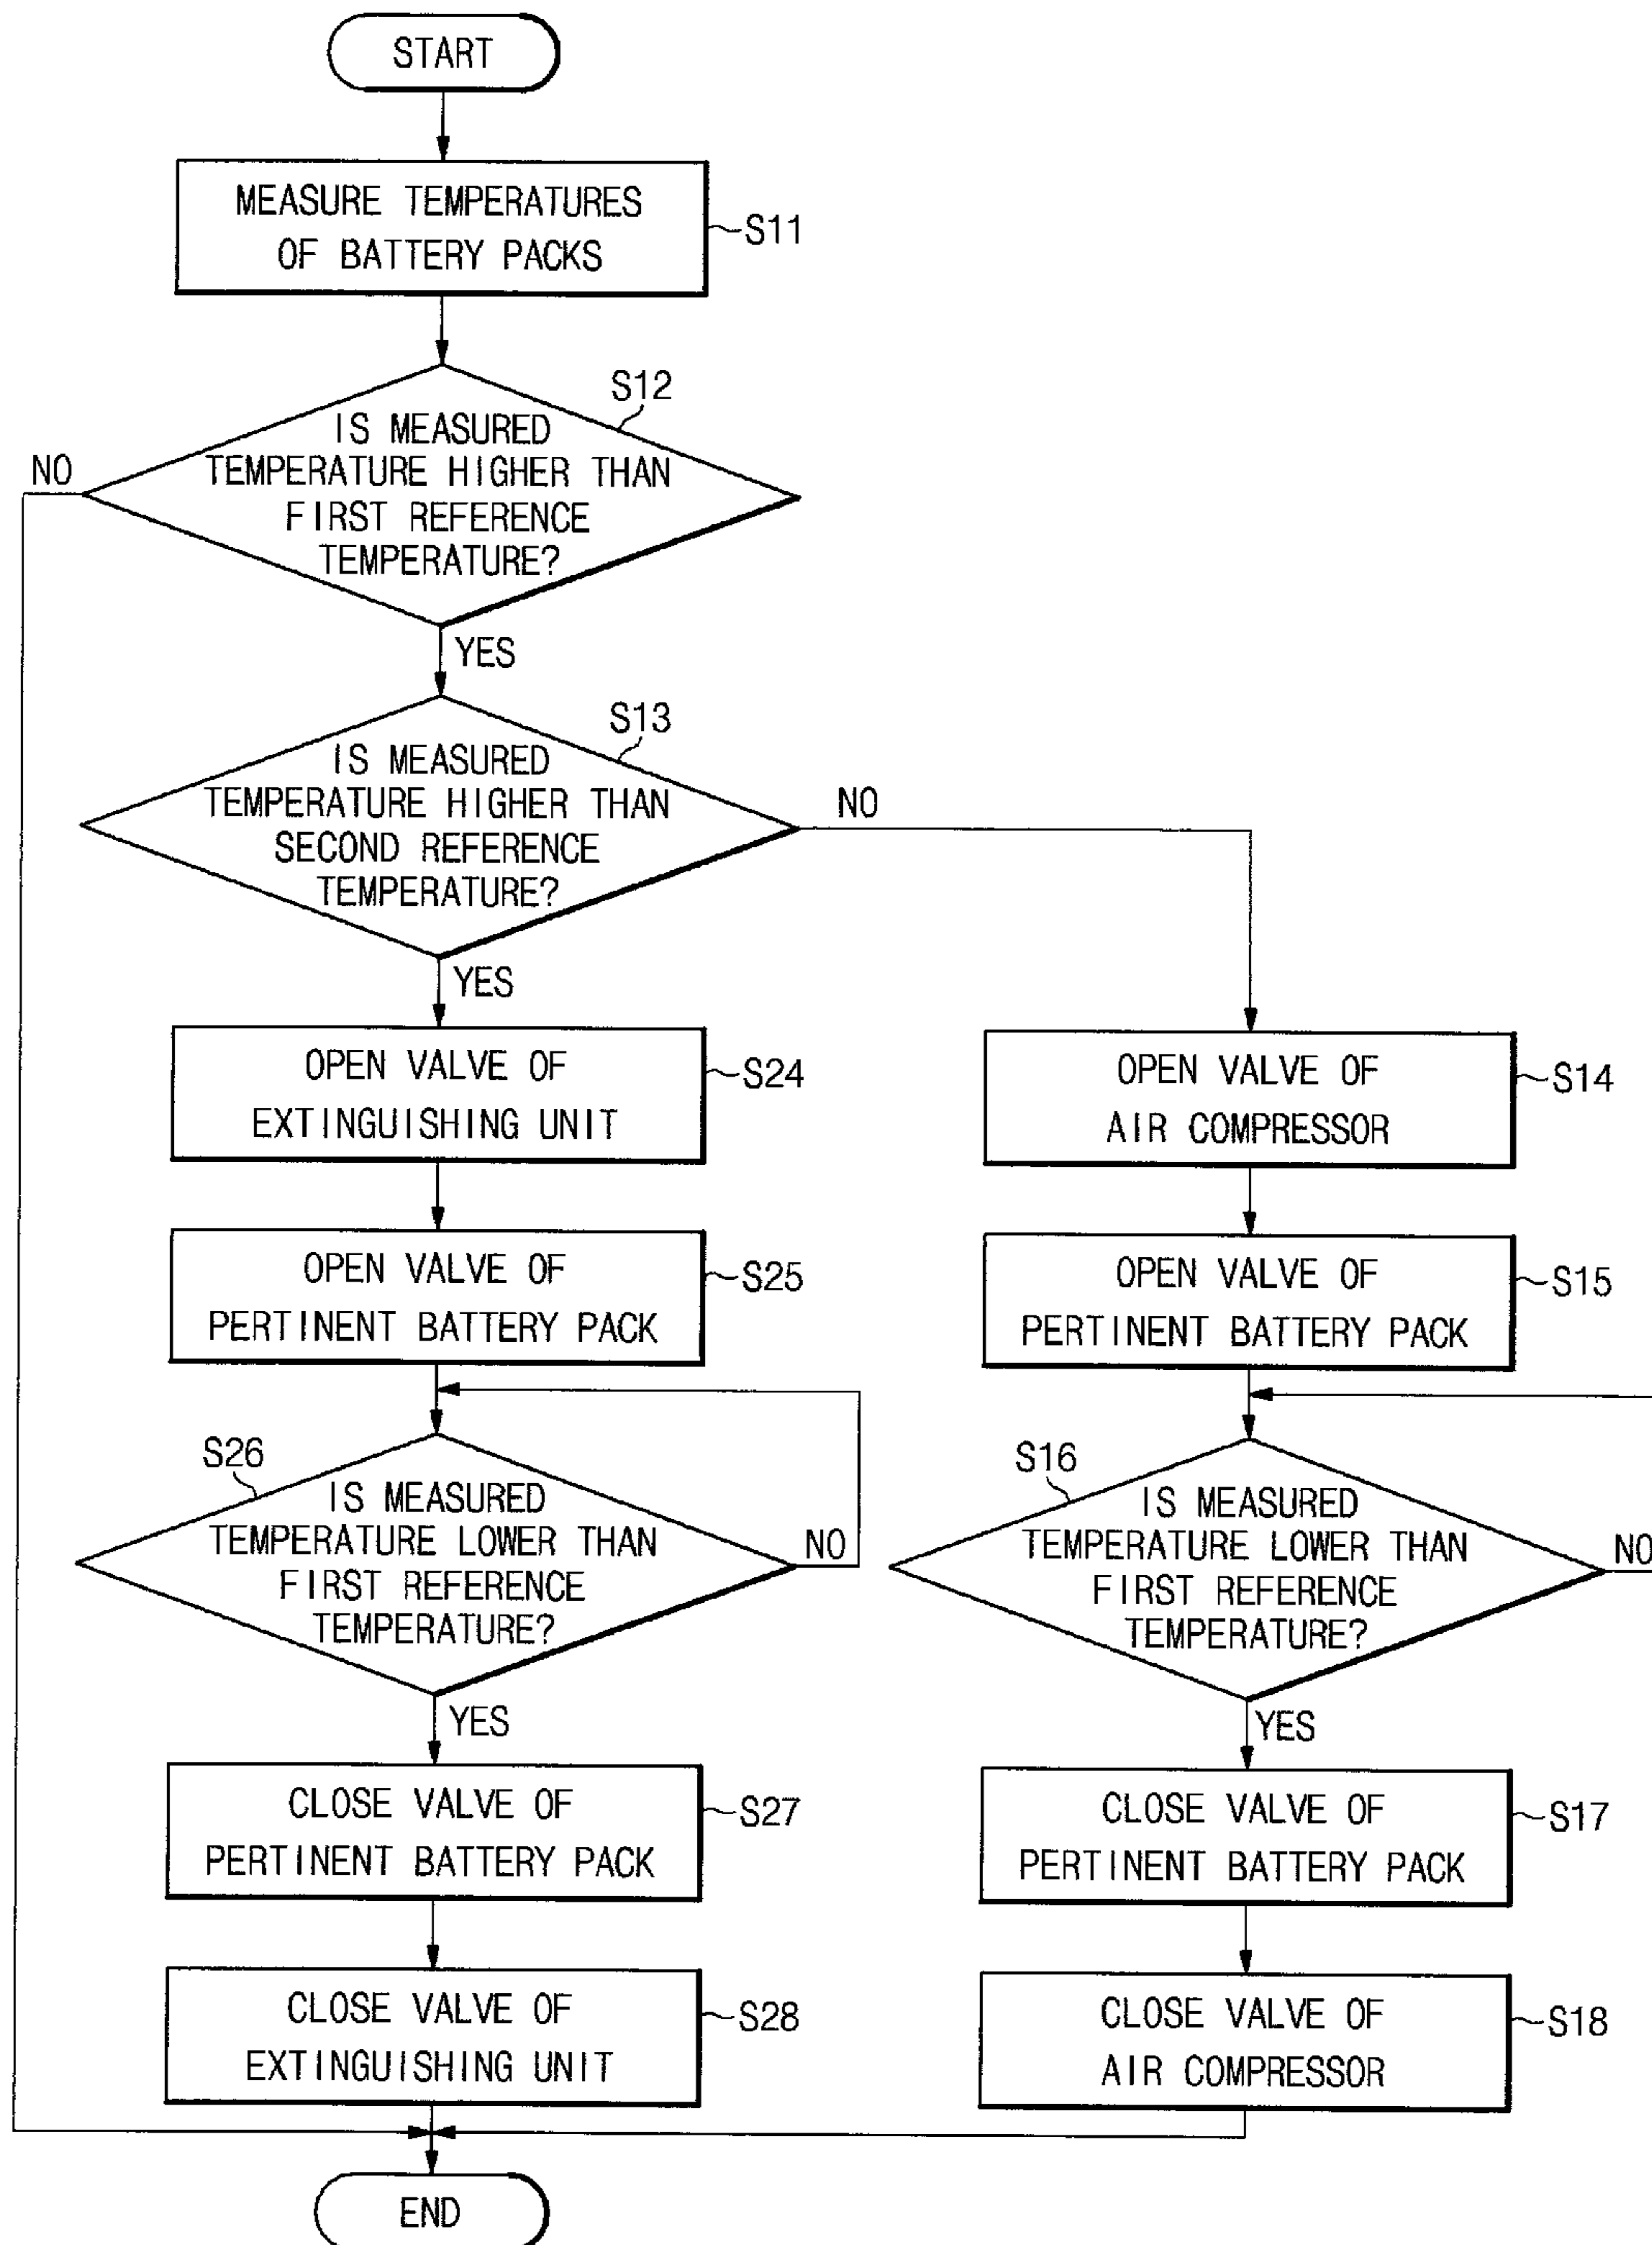 START
MEASURE TEMPERATURES
OF BATTERY PACKS
S11
S12
IS MEASURED
TEMPERATURE HIGHER THAN
FIRST REFERENCE
TEMPERATURE?
NO
YES
S13
IS MEASURED
TEMPERATURE HIGHER THAN
SECOND REFERENCE
TEMPERATURE?
NO
YES
OPEN VALVE OF
EXTINGUISHING UNIT
S24
OPEN VALVE OF
PERTINENT BATTERY PACK
S25
S26
IS MEASURED
TEMPERATURE LOWER THAN
FIRST REFERENCE
TEMPERATURE?
NO
YES
CLOSE VALVE OF
PERTINENT BATTERY PACK
S27
CLOSE VALVE OF
EXTINGUISHING UNIT
S28
OPEN VALVE OF
AIR COMPRESSOR
S14
OPEN VALVE OF
PERTINENT BATTERY PACK
S15
S16
IS MEASURED
TEMPERATURE LOWER THAN
FIRST REFERENCE
TEMPERATURE?
NO
YES
CLOSE VALVE OF
PERTINENT BATTERY PACK
S17
CLOSE VALVE OF
AIR COMPRESSOR
S18
END